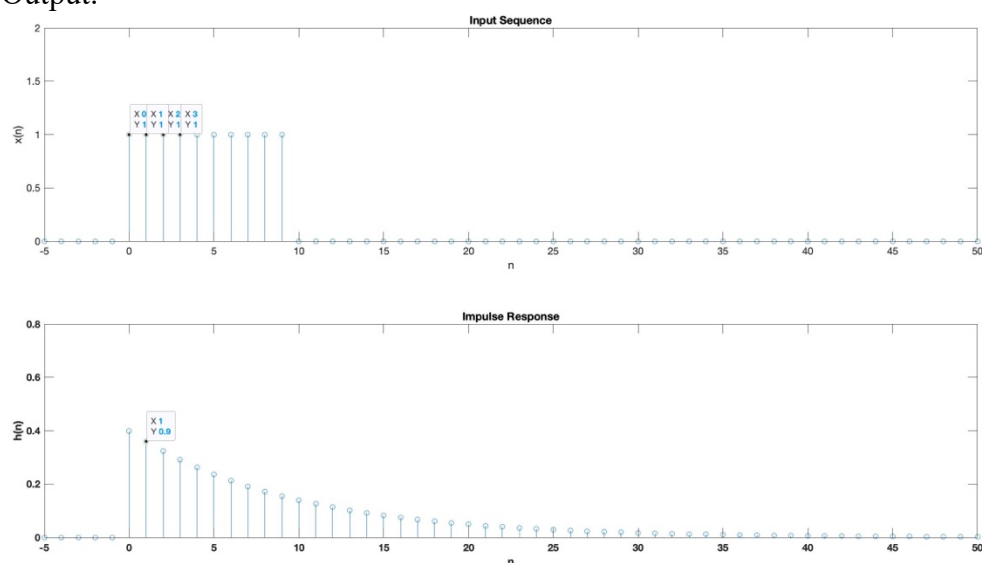 Output:
Input Sequence
2
1.5
1
0.5
0
x(n)
X 0 X 1 X 2 X 3
Y 1 Y 1 Y 1 Y 1
-5 0 5 10 15 20 25 30 35 40 45 50
n
Impulse Response
0.8
0.6
0.4
0.2
0
h(n)
X 1
Y 0.9
-5 0 5 10 15 20 25 30 35 40 45 50
n